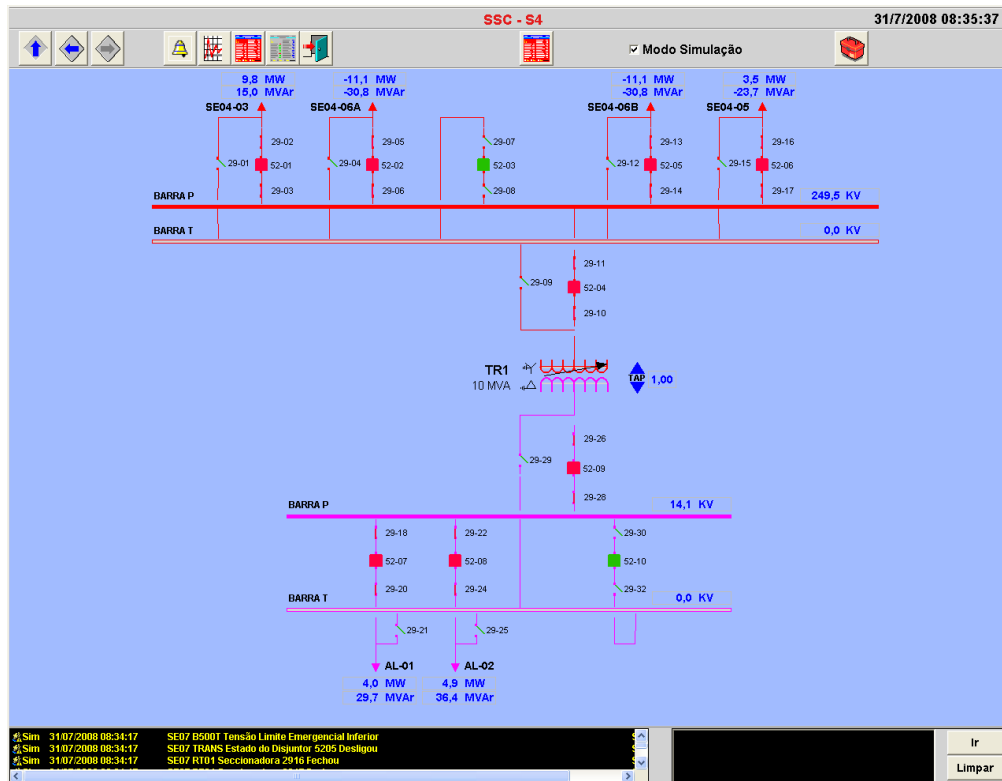 SSC - S4
31/7/2008 08:35:37
Modo Simulação
9,8 MW
15,0 MVAr
SE04-03
-11,1 MW
-30,8 MVAr
SE04-06A
-11,1 MW
-30,8 MVAr
SE04-06B
3,5 MW
-23,7 MVAr
SE04-05
29-02
29-05
29-07
29-13
29-16
29-01
52-01
29-04
52-02
52-03
29-12
52-05
29-15
52-06
29-03
29-06
29-08
29-14
29-17
BARRA P
249,5 KV
BARRA T
0,0 KV
29-11
29-09
52-04
29-10
TR1
10 MVA
TAP
1,00
29-26
29-29
52-09
29-28
BARRA P
14,1 KV
29-18
29-22
29-30
52-07
52-08
52-10
29-20
29-24
29-32
BARRA T
0,0 KV
29-21
29-25
AL-01
AL-02
4,0 MW
29,7 MVAr
4,9 MW
36,4 MVAr
Sim 31/07/2008 08:34:17 SE07 B500T Tensão Limite Emergencial Inferior
Sim 31/07/2008 08:34:17 SE07 TRANS Estado do Disjuntor 5205 Desligou
Sim 31/07/2008 08:34:17 SE07 RT01 Seccionadora 2916 Fechou
Ir
Limpar